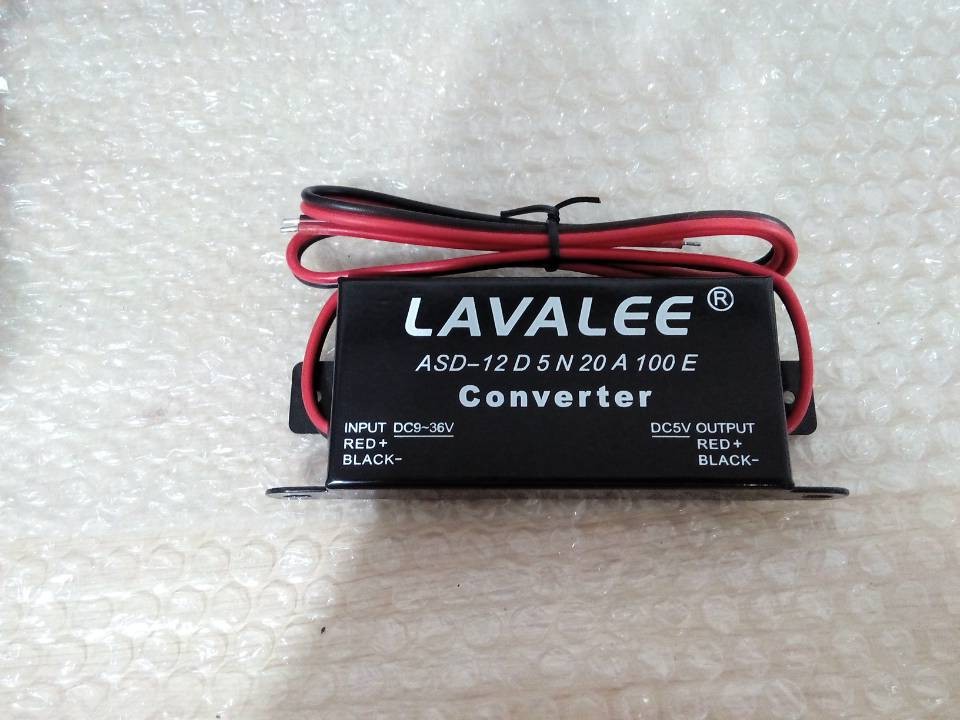 LAVALEE ®
ASD-12 D 5 N 20 A 100 E
Converter
INPUT DC9~36V
RED+
BLACK-
DC5V OUTPUT
RED+
BLACK-